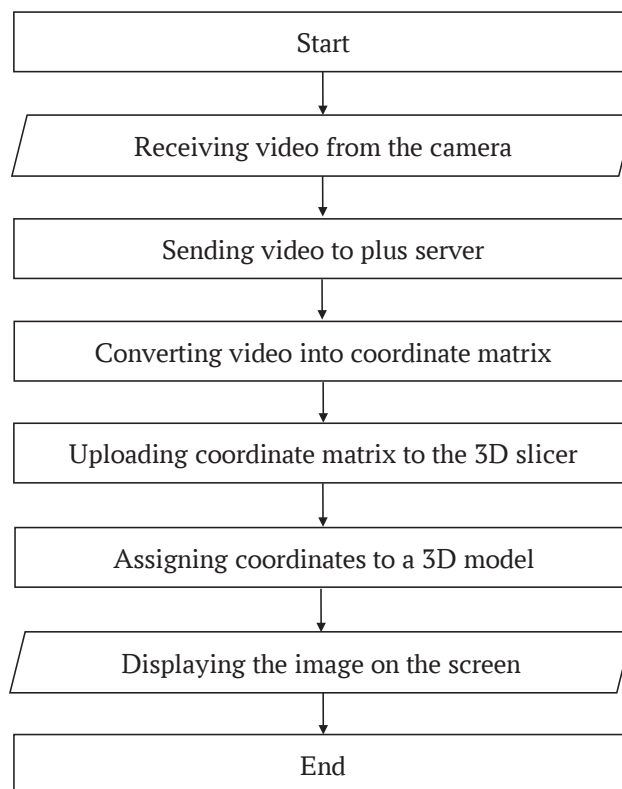 Start
Receiving video from the camera
Sending video to plus server
Converting video into coordinate matrix
Uploading coordinate matrix to the 3D slicer
Assigning coordinates to a 3D model
Displaying the image on the screen
End